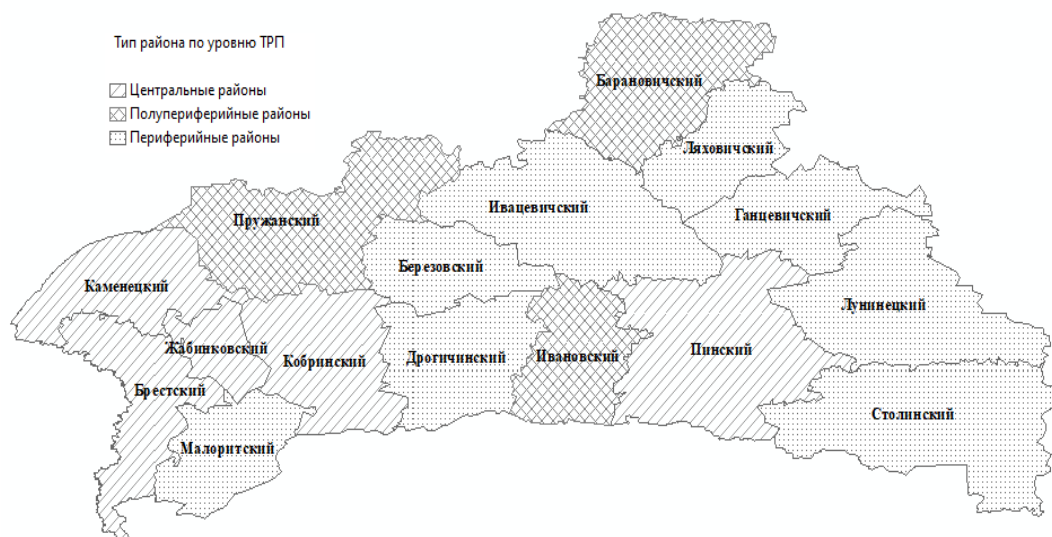 Тип района по уровню ТРП
Центральные районы
Полупериферийные районы
Периферийные районы
Барановичский
Ляховичский
Ивацевичский
Ганцевичский
Пружанский
Березовский
Каменецкий
Лунинецкий
Жабинковский
Кобринский
Дрогичинский
Ивановский
Пинский
Брестский
Столинский
Малоритский